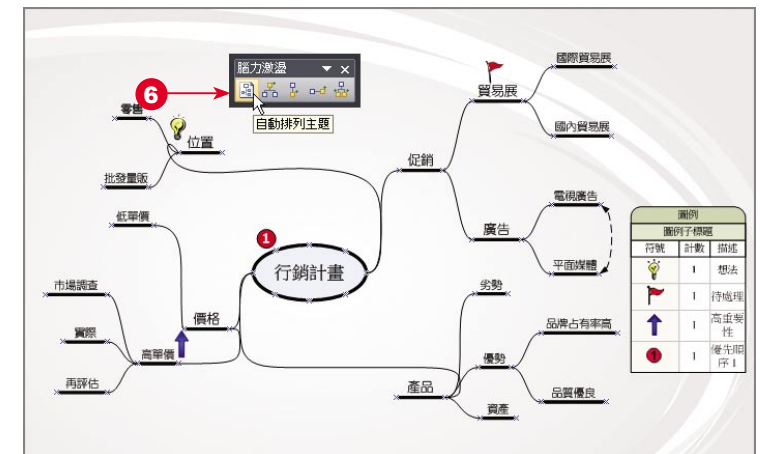 腦力激盪
6
自動排列主題
零售
位置
批發量販
低單價
市場調查
實際
再評估
高單價
價格
1
行銷計畫
促銷
貿易展
國際貿易展
國內貿易展
廣告
電視廣告
平面媒體
劣勢
優勢
品牌占有率高
品質優良
產品
資產
圖例
圖例子標題
符號 計數 描述
1 想法
1 待處理
1 高重要
性
1 1 優先順
序 1